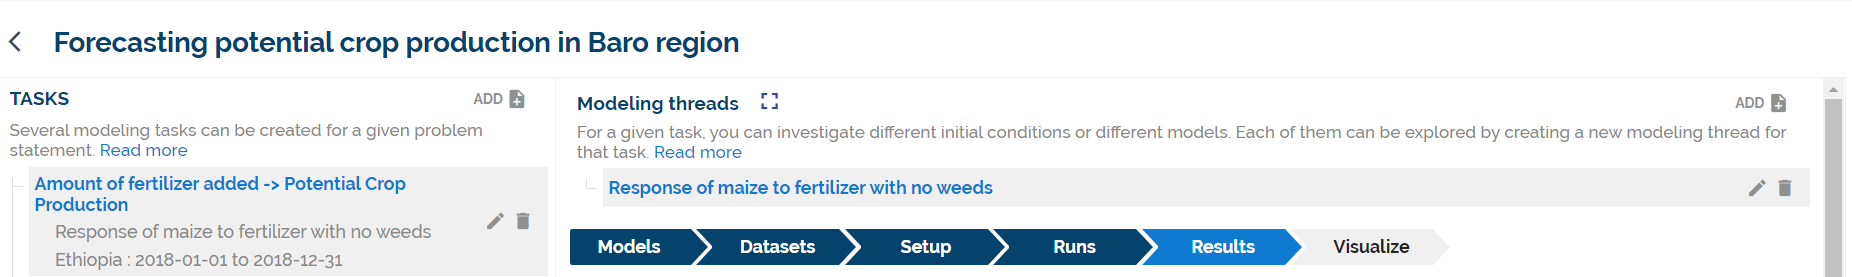 Forecasting potential crop production in Baro region
TASKS
ADD
Several modeling tasks can be created for a given problem
statement. Read more
Amount of fertilizer added -> Potential Crop
Production
Response of maize to fertilizer with no weeds
Ethiopia : 2018-01-01 to 2018-12-31
Modeling threads
ADD
For a given task, you can investigate different initial conditions or different models. Each of them can be explored by creating a new modeling thread for
that task. Read more
Response of maize to fertilizer with no weeds
Models Datasets Setup Runs Results Visualize